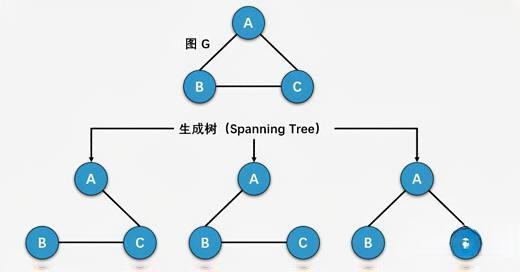 A
图 G
B C
生成树（Spanning Tree）
A A A
B C B C B